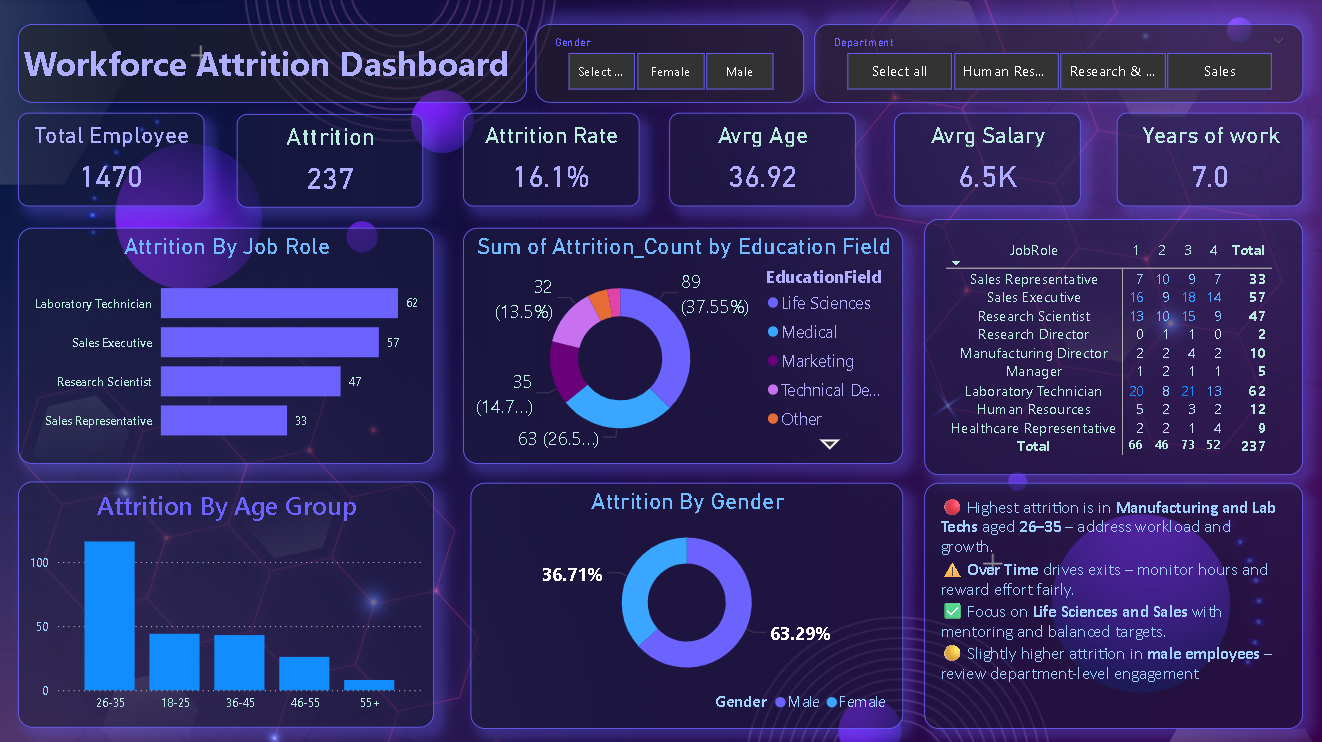 Workforce Attrition Dashboard
Gender
Select ...
Female
Male
Department
Select all
Human Res...
Research & ...
Sales
Total Employee
1470
Attrition
237
Attrition Rate
16.1%
Avrg Age
36.92
Avrg Salary
6.5K
Years of work
7.0
Attrition By Job Role
Laboratory Technician 62
Sales Executive 57
Research Scientist 47
Sales Representative 33
Sum of Attrition_Count by Education Field
32
(13.5%)
89
(37.55%)
35
(14.7...)
63 (26.5...)
EducationField
Life Sciences
Medical
Marketing
Technical De...
Other
JobRole 1 2 3 4 Total
Sales Representative 7 10 9 7 33
Sales Executive 16 9 18 14 57
Research Scientist 13 10 15 9 47
Research Director 0 1 1 0 2
Manufacturing Director 2 2 4 2 10
Manager 1 2 1 1 5
Laboratory Technician 20 8 21 13 62
Human Resources 5 2 3 2 12
Healthcare Representative 2 2 1 4 9
Total 66 46 73 52 237
Attrition By Age Group
100
50
0
26-35 18-25 36-45 46-55 55+
Attrition By Gender
36.71%
63.29%
Gender Male Female
🔴 Highest attrition is in Manufacturing and Lab
Techs aged 26–35 – address workload and
growth.
⚠️ Over Time drives exits – monitor hours and
reward effort fairly.
✅ Focus on Life Sciences and Sales with
mentoring and balanced targets.
🟡 Slightly higher attrition in male employees –
review department-level engagement